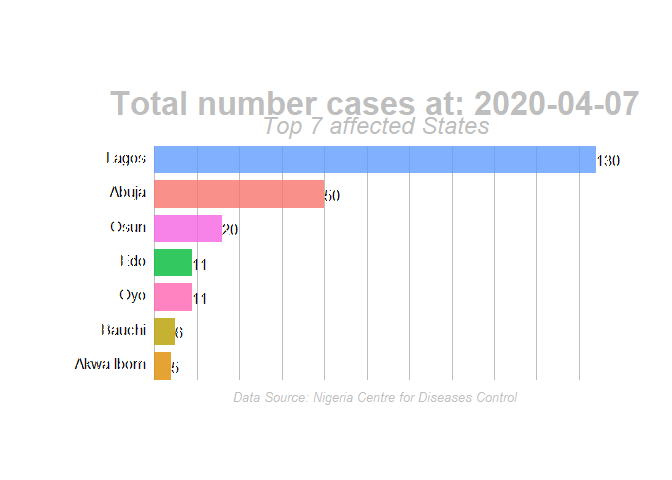 Total number cases at: 2020-04-07
Top 7 affected States
Lagos 130
Abuja 50
Osun 20
Edo 11
Oyo 11
Bauchi 6
Akwa Ibom 5
Data Source: Nigeria Centre for Diseases Control